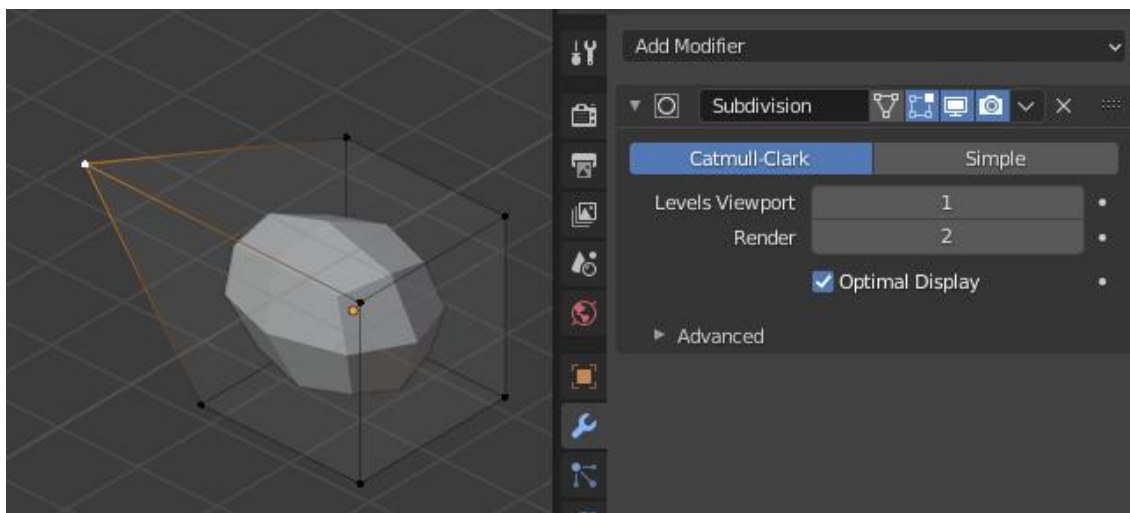 Add Modifier
Subdivision
Catmull-Clark Simple
Levels Viewport 1
Render 2
Optimal Display
Advanced